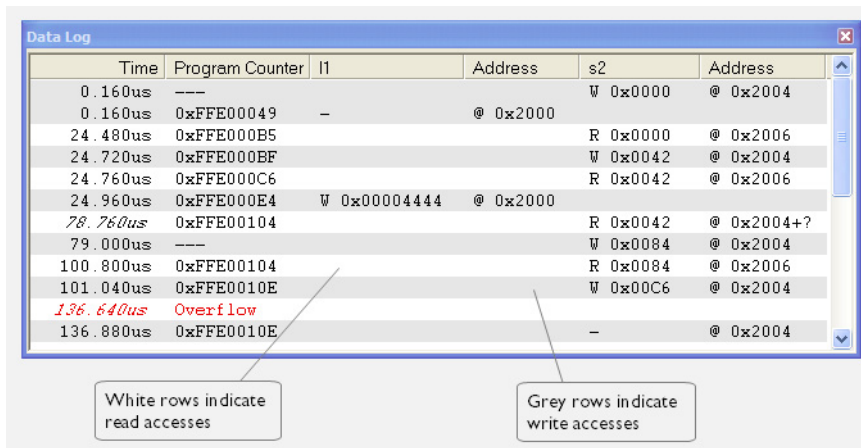 Data Log
Time Program Counter l1 Address s2 Address
0.160us --- W 0x0000 @ 0x2004
0.160us 0xFFE00049 - @ 0x2000
24.480us 0xFFE000B5 R 0x0000 @ 0x2006
24.720us 0xFFE000BF W 0x0042 @ 0x2004
24.760us 0xFFE000C6 R 0x0042 @ 0x2006
24.960us 0xFFE000E4 W 0x00004444 @ 0x2000
78.760us 0xFFE00104 R 0x0042 @ 0x2004+?
79.000us --- W 0x0084 @ 0x2004
100.800us 0xFFE00104 R 0x0084 @ 0x2006
101.040us 0xFFE0010E W 0x00C6 @ 0x2004
136.640us Overflow
136.880us 0xFFE0010E - @ 0x2004
White rows indicate
read accesses
Grey rows indicate
write accesses